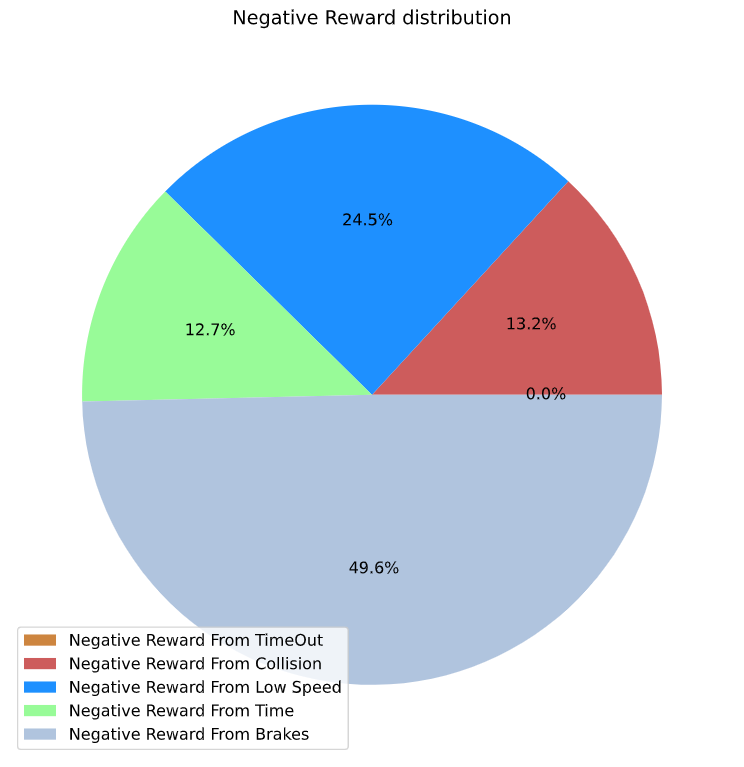 Negative Reward distribution
24.5%
13.2%
12.7%
0.0%
49.6%
Negative Reward From TimeOut
Negative Reward From Collision
Negative Reward From Low Speed
Negative Reward From Time
Negative Reward From Brakes